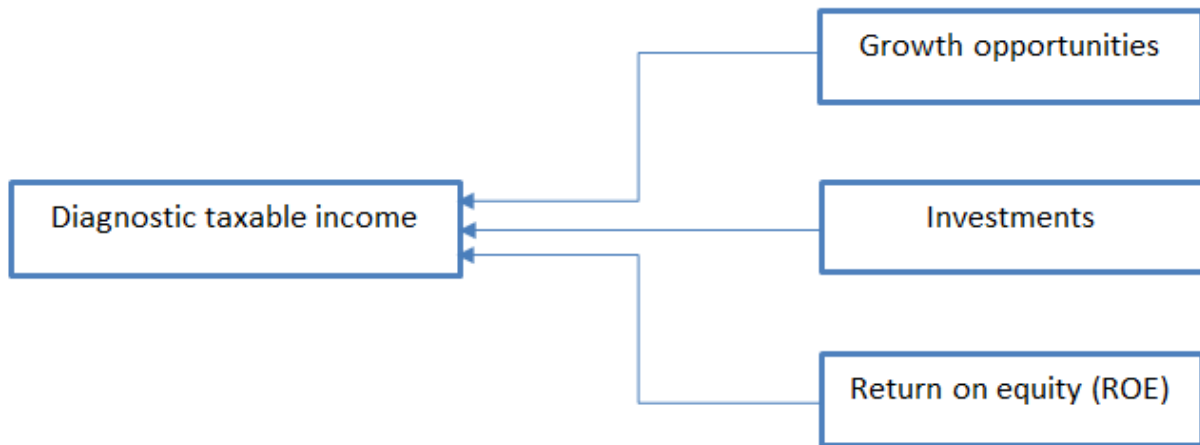 Growth opportunities
Diagnostic taxable income
Investments
Return on equity (ROE)